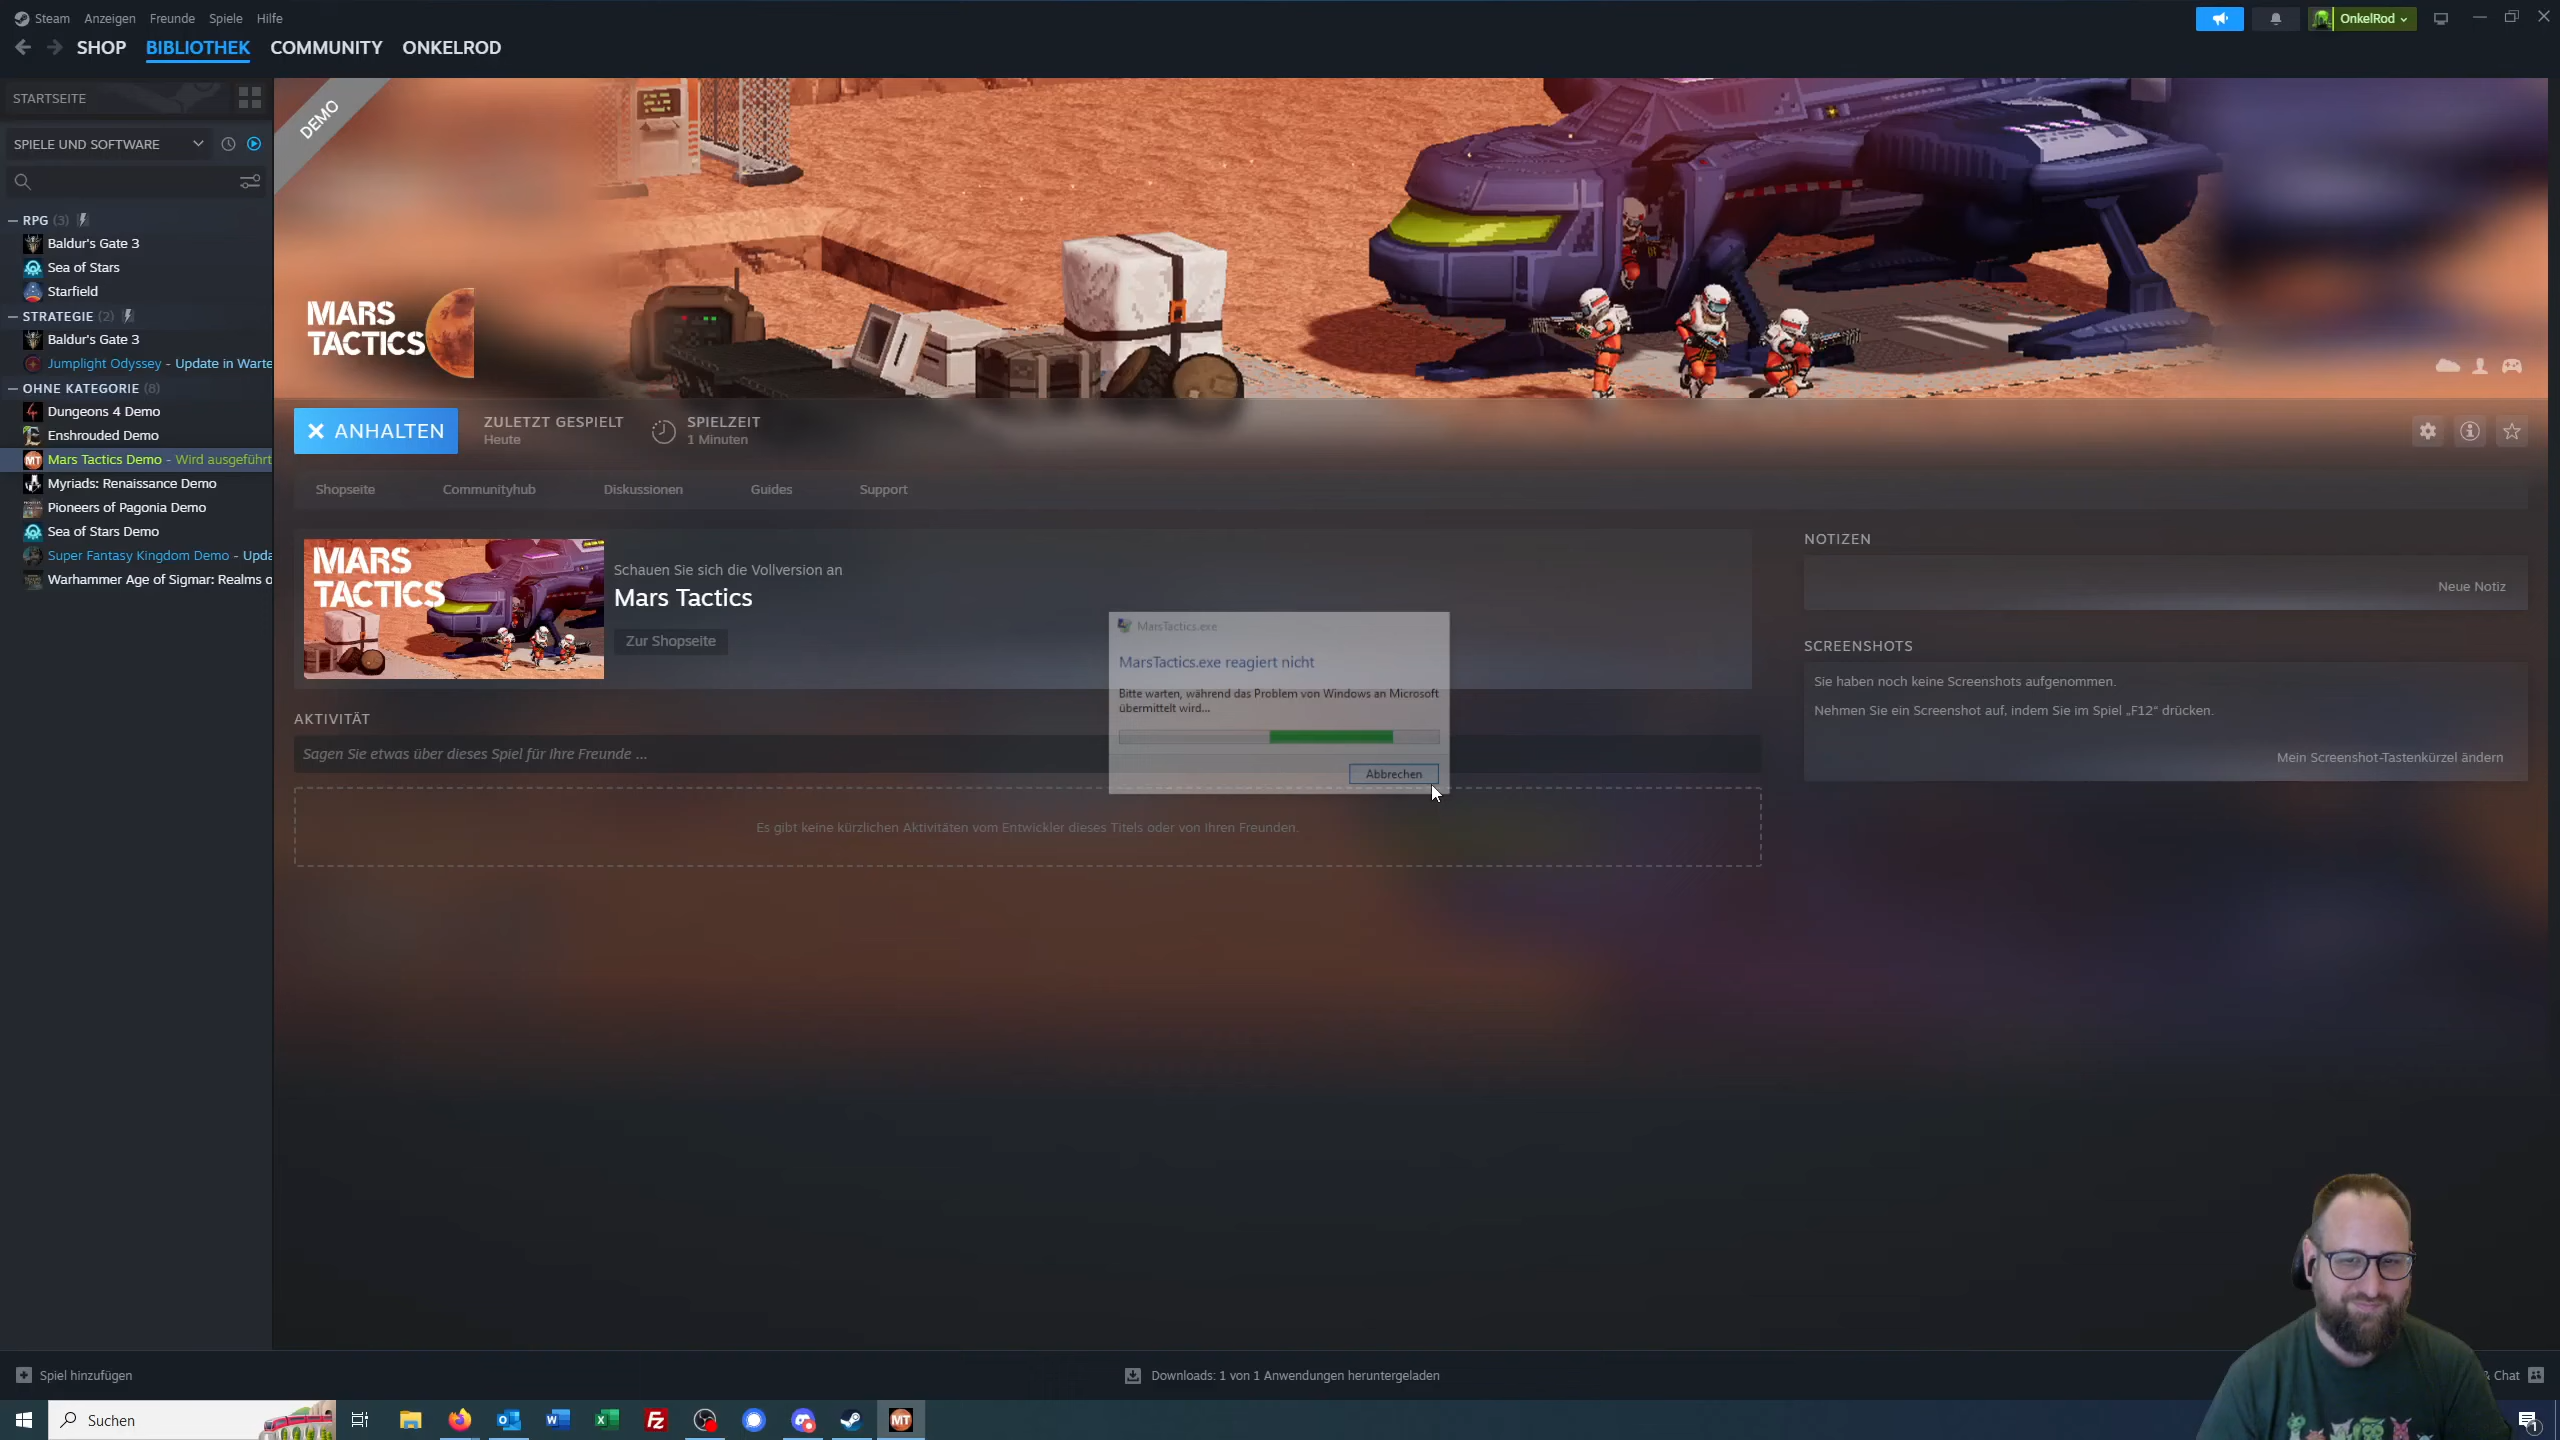 Steam Anzeigen Freunde Spiele Hilfe
OnkelRod
SHOP BIBLIOTHEK COMMUNITY ONKELROD
STARTSEITE
SPIELE UND SOFTWARE
RPG (3)
Baldur's Gate 3
Sea of Stars
Starfield
STRATEGIE (2)
Baldur's Gate 3
Jumplight Odyssey - Update in Warte
OHNE KATEGORIE (8)
Dungeons 4 Demo
Enshrouded Demo
MT Mars Tactics Demo - Wird ausgeführt
Myriads: Renaissance Demo
Pioneers of Pagonia Demo
Sea of Stars Demo
Super Fantasy Kingdom Demo - Upda
Warhammer Age of Sigmar: Realms o
DEMO
MARS
TACTICS
ANHALTEN
ZULETZT GESPIELT
Heute
SPIELZEIT
1 Minuten
Shopseite Communityhub Diskussionen Guides Support
MARS
TACTICS
Schauen Sie sich die Vollversion an
Mars Tactics
Zur Shopseite
MarsTactics.exe
MarsTactics.exe reagiert nicht
Bitte warten, während das Problem von Windows an Microsoft
übermittelt wird...
Abbrechen
AKTIVITÄT
Sagen Sie etwas über dieses Spiel für Ihre Freunde ...
Es gibt keine kürzlichen Aktivitäten vom Entwickler dieses Titels oder von Ihren Freunden.
NOTIZEN
Neue Notiz
SCREENSHOTS
Sie haben noch keine Screenshots aufgenommen.
Nehmen Sie ein Screenshot auf, indem Sie im Spiel „F12“ drücken.
Mein Screenshot-Tastenkürzel ändern
Spiel hinzufügen
Downloads: 1 von 1 Anwendungen heruntergeladen
& Chat
Suchen
MT
1